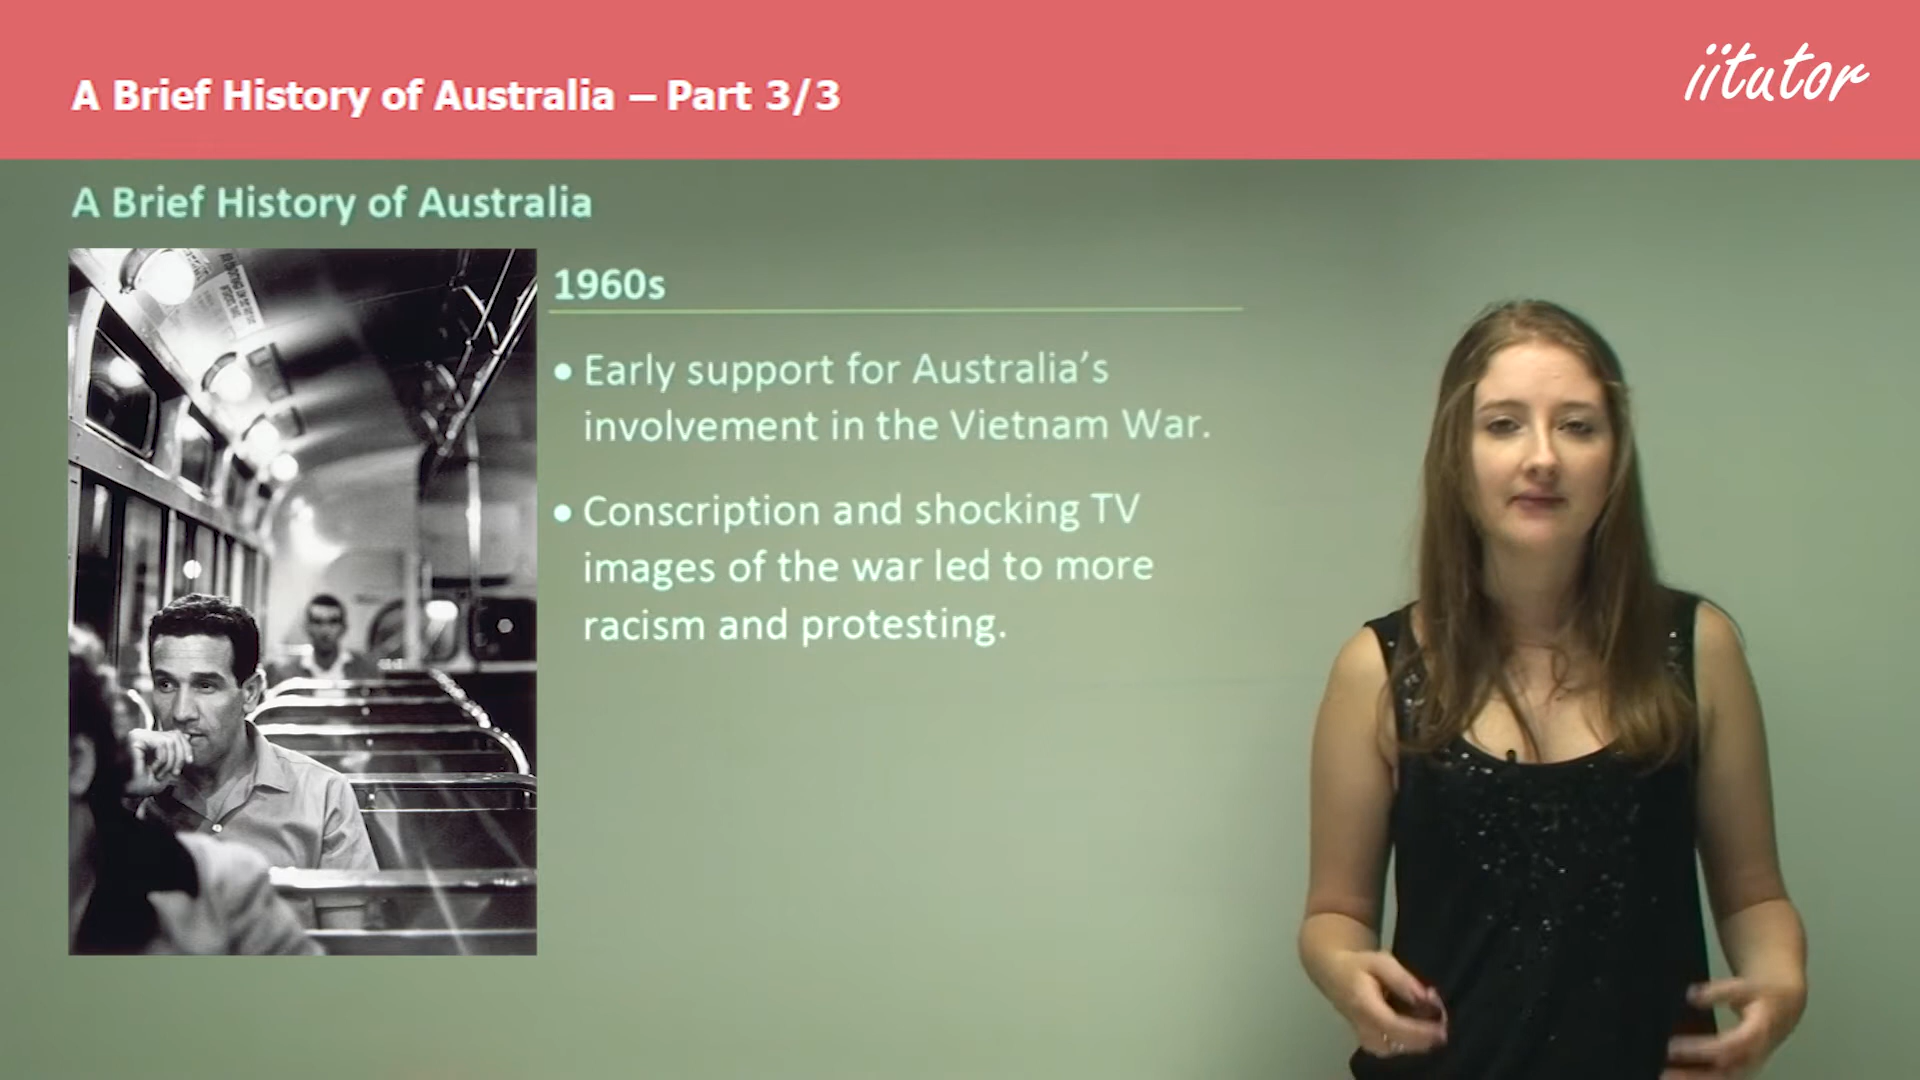 A Brief History of Australia – Part 3/3
iitutor
A Brief History of Australia
1960s
• Early support for Australia’s
involvement in the Vietnam War.
• Conscription and shocking TV
images of the war led to more
racism and protesting.